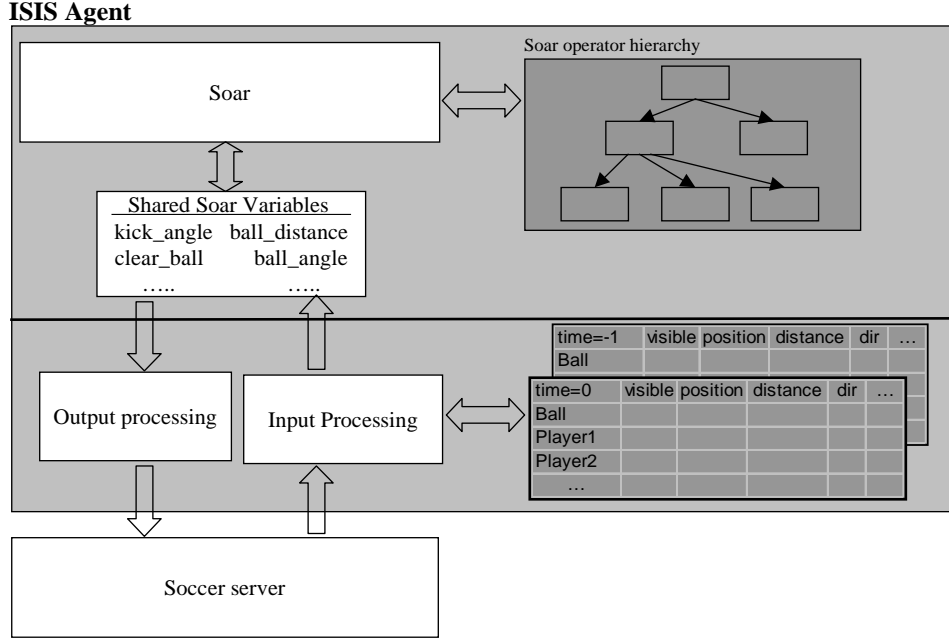 ISIS Agent
Soar operator hierarchy
Soar
Shared Soar Variables
kick_angle ball_distance
clear_ball ball_angle
….. …..
time=-1 visible position distance dir …
Ball
time=0 visible position distance dir …
Ball
Player1
Player2
…
Output processing
Input Processing
Soccer server